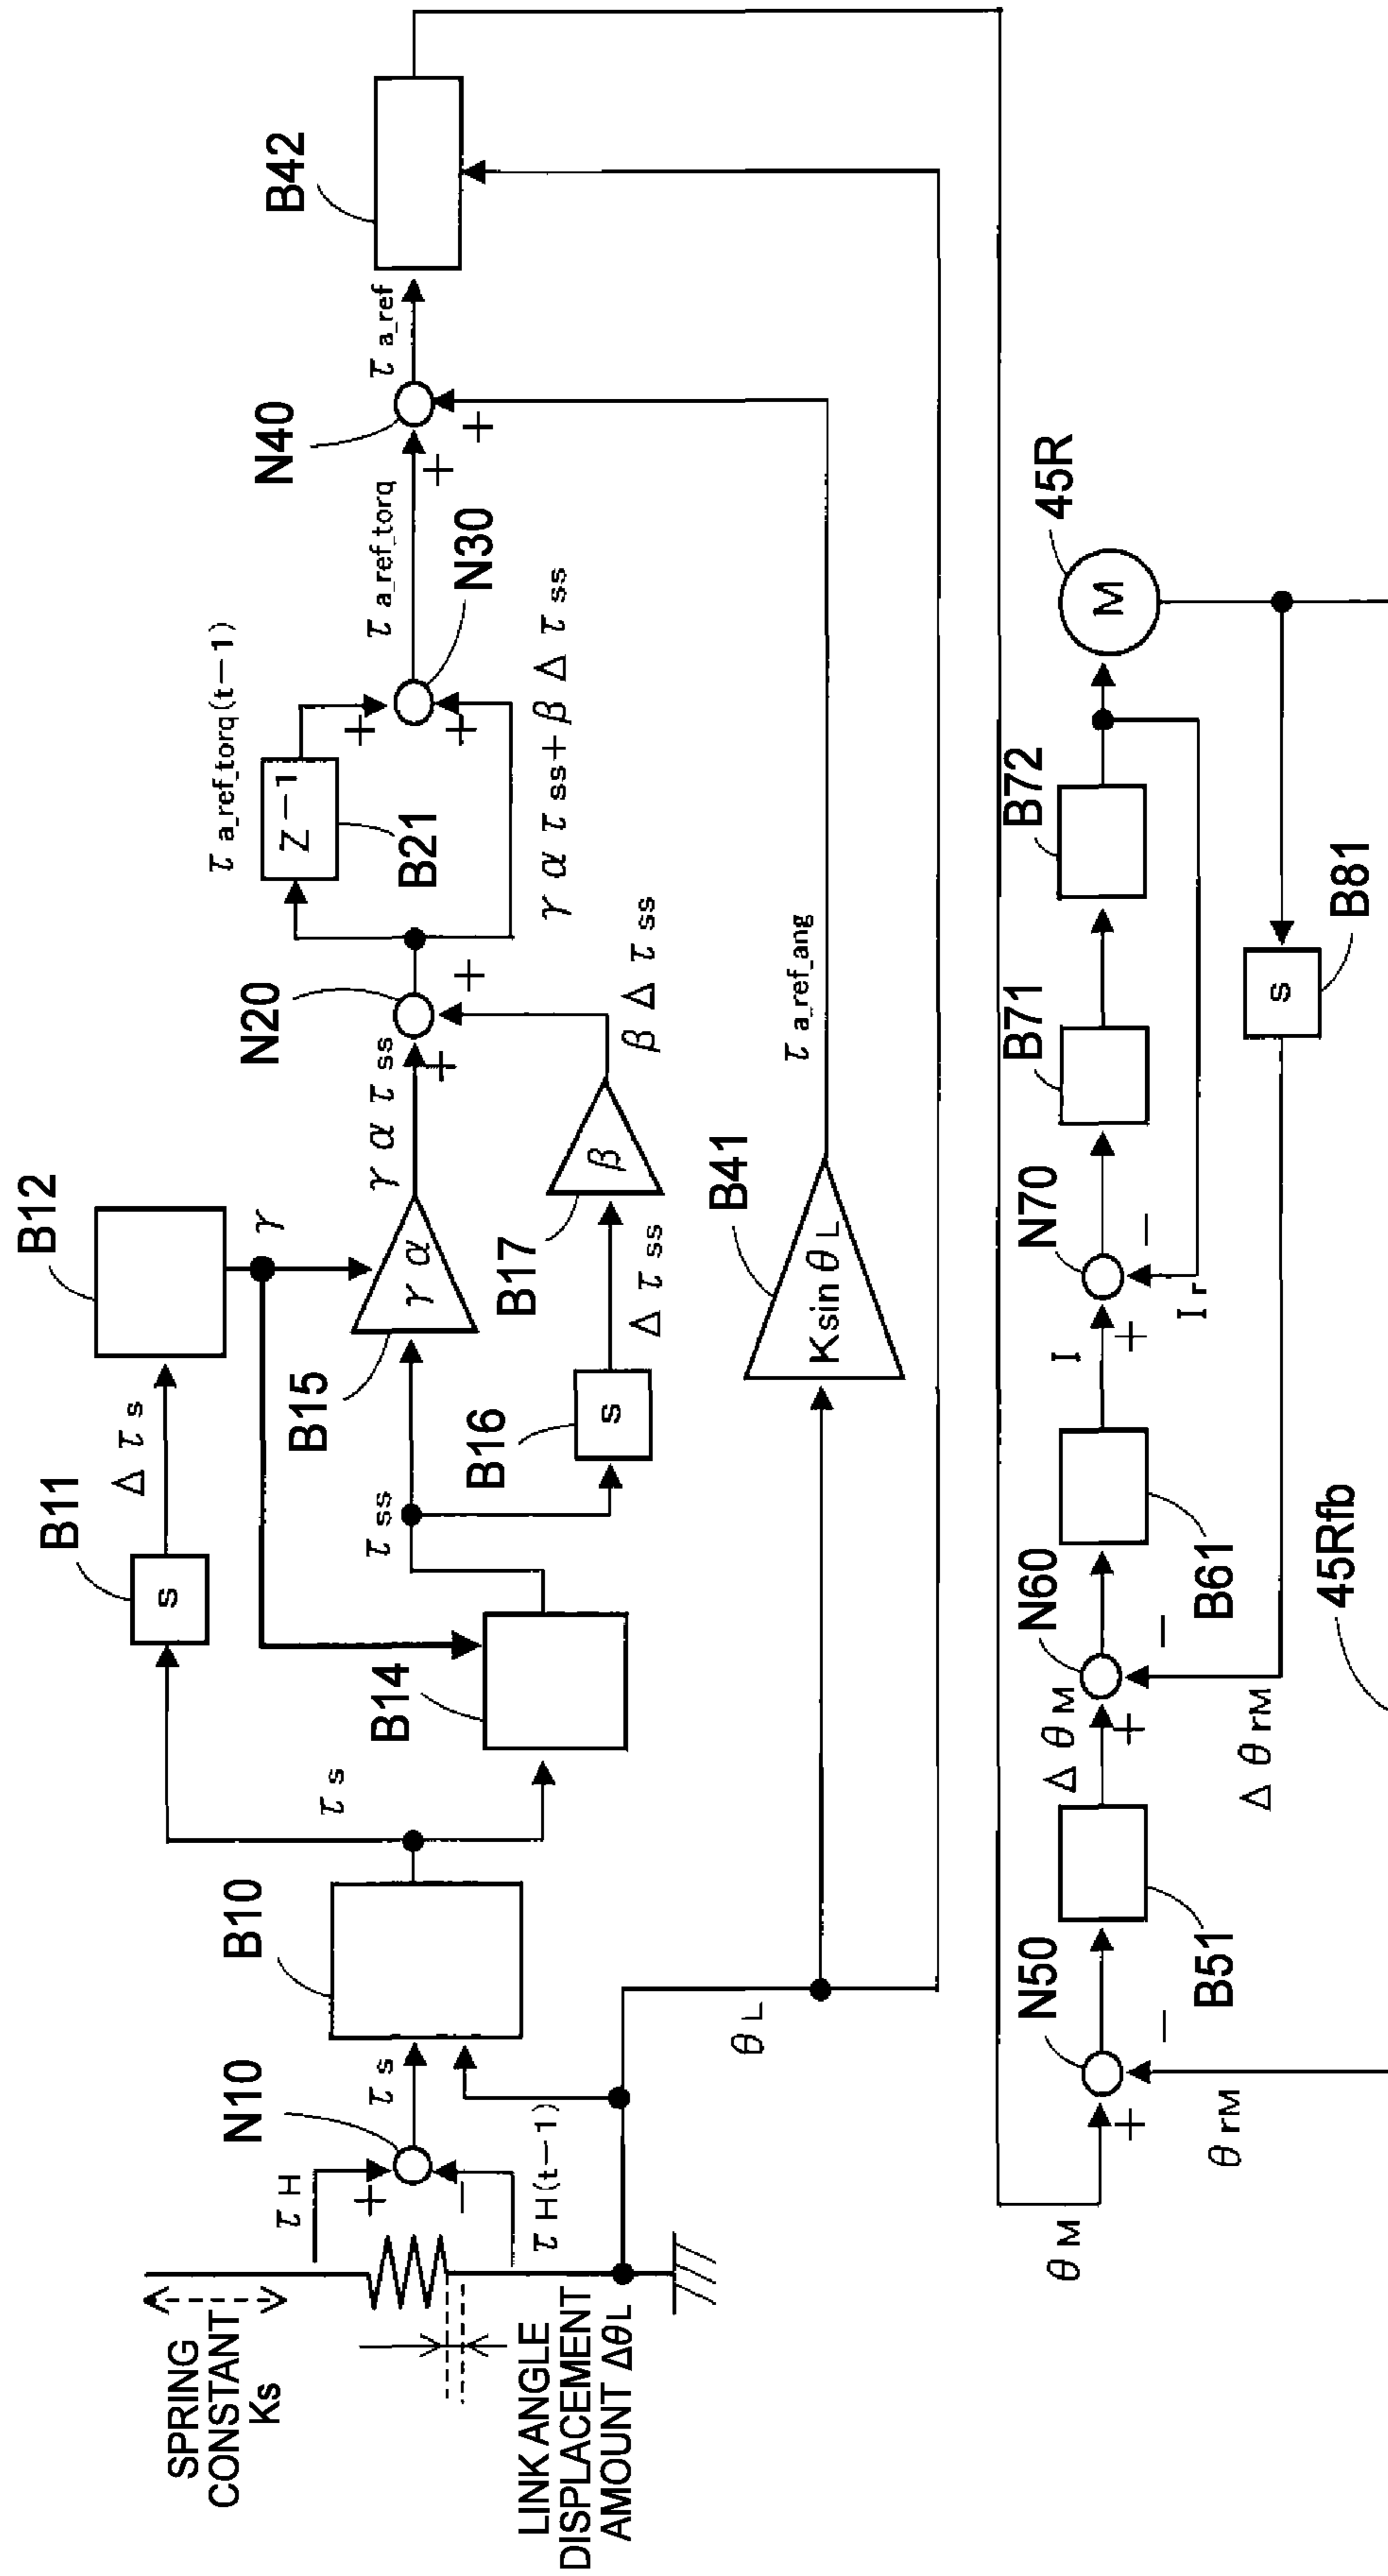 SPRING
CONSTANT
Ks
LINK ANGLE
DISPLACEMENT
AMOUNT ΔθL
τH
+
−
τH(t−1)
N10
τs
B10
θL
τs
B11
s
Δτs
B12
γ
B14
τss
B15
γα
γατss
B16
s
Δτss
B17
β
βΔτss
N20
+
+
B21
Z−1
τa_ref_torq(t−1)
γατss+βΔτss
N30
+
+
τa_ref_torq
B41
Ksinθ L
τa_ref_ang
N40
+
+
τa_ref
B42
θM
+
−
θrM
N50
B51
ΔθM
+
−
ΔθrM
N60
B61
I
+
−
Ir
N70
B71
B72
45R
M
B81
s
45Rfb